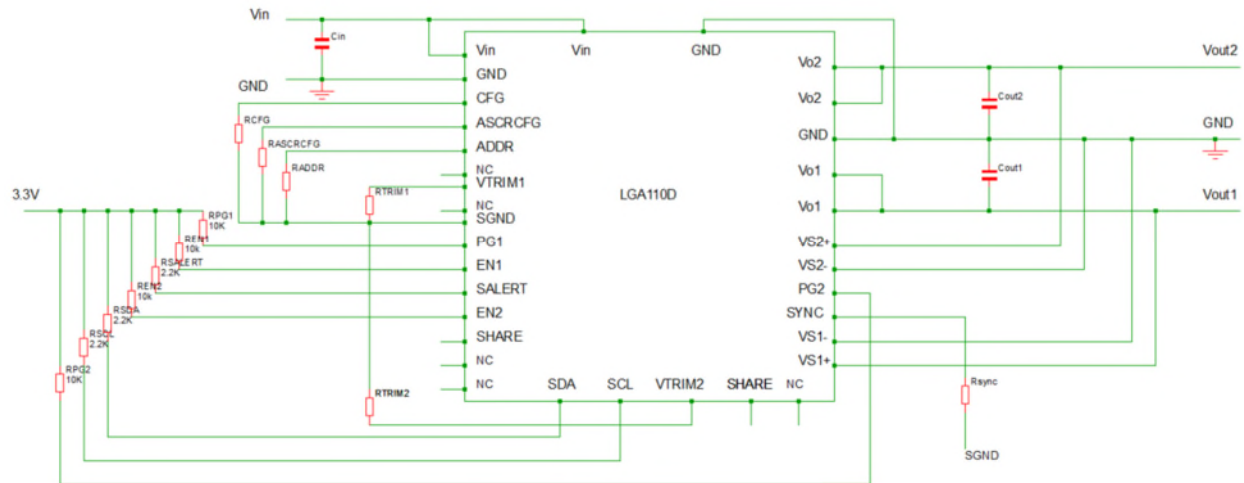 Vin
Cin
Vin
Vin
GND
GND
GND
CFG
ASCRCFG
ADDR
NC
VTRIM1
NC
SGND
PG1
EN1
SALERT
EN2
SHARE
NC
NC
SDA
SCL
VTRIM2
SHARE
NC
LGA110D
Vo2
Vo2
GND
Vo1
Vo1
VS2+
VS2-
PG2
SYNC
VS1-
VS1+
RCFG
RASCRCFG
RADDR
RTRIM1
RTRIM2
3.3V
RPG1
10K
REN1
10k
RSALERT
2.2K
REN2
10k
RSDA
2.2K
RSCL
2.2K
RPG2
10K
Cout2
Cout1
Vout2
GND
Vout1
Rsync
SGND